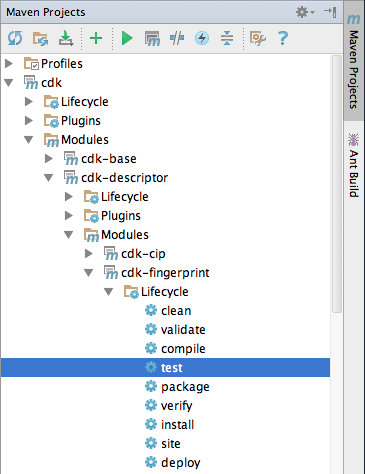 Maven Projects
Profiles
cdk
Lifecycle
Plugins
Modules
cdk-base
cdk-descriptor
Lifecycle
Plugins
Modules
cdk-cip
cdk-fingerprint
Lifecycle
clean
validate
compile
test
package
verify
install
site
deploy
Maven Projects
Ant Build